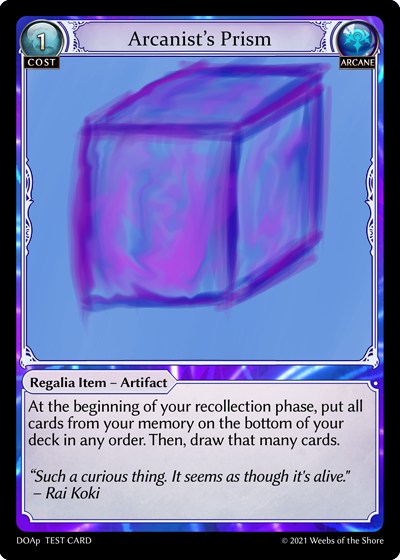 1
Arcanist’s Prism
COST
ARCANE
Regalia Item – Artifact
At the beginning of your recollection phase, put all
cards from your memory on the bottom of your
deck in any order. Then, draw that many cards.
“Such a curious thing. It seems as though it's alive."
– Rai Koki
DOAp TEST CARD
© 2021 Weebs of the Shore